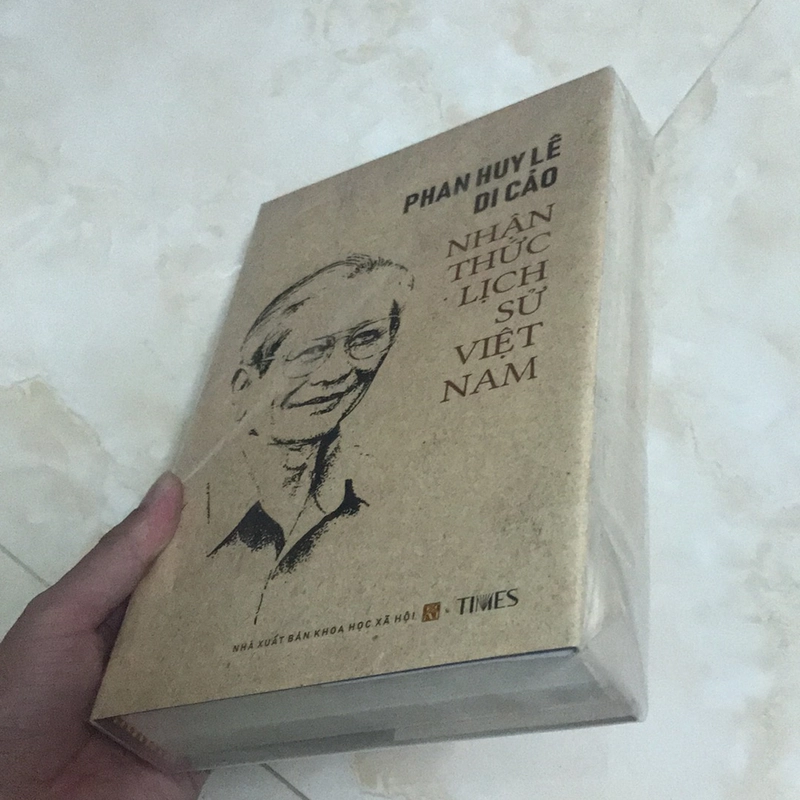 PHAN HUY LÊ
DI CẢO
NHẬN
THỨC
LỊCH
SỬ
VIỆT
NAM
NHÀ XUẤT BẢN KHOA HỌC XÃ HỘI & TIMES